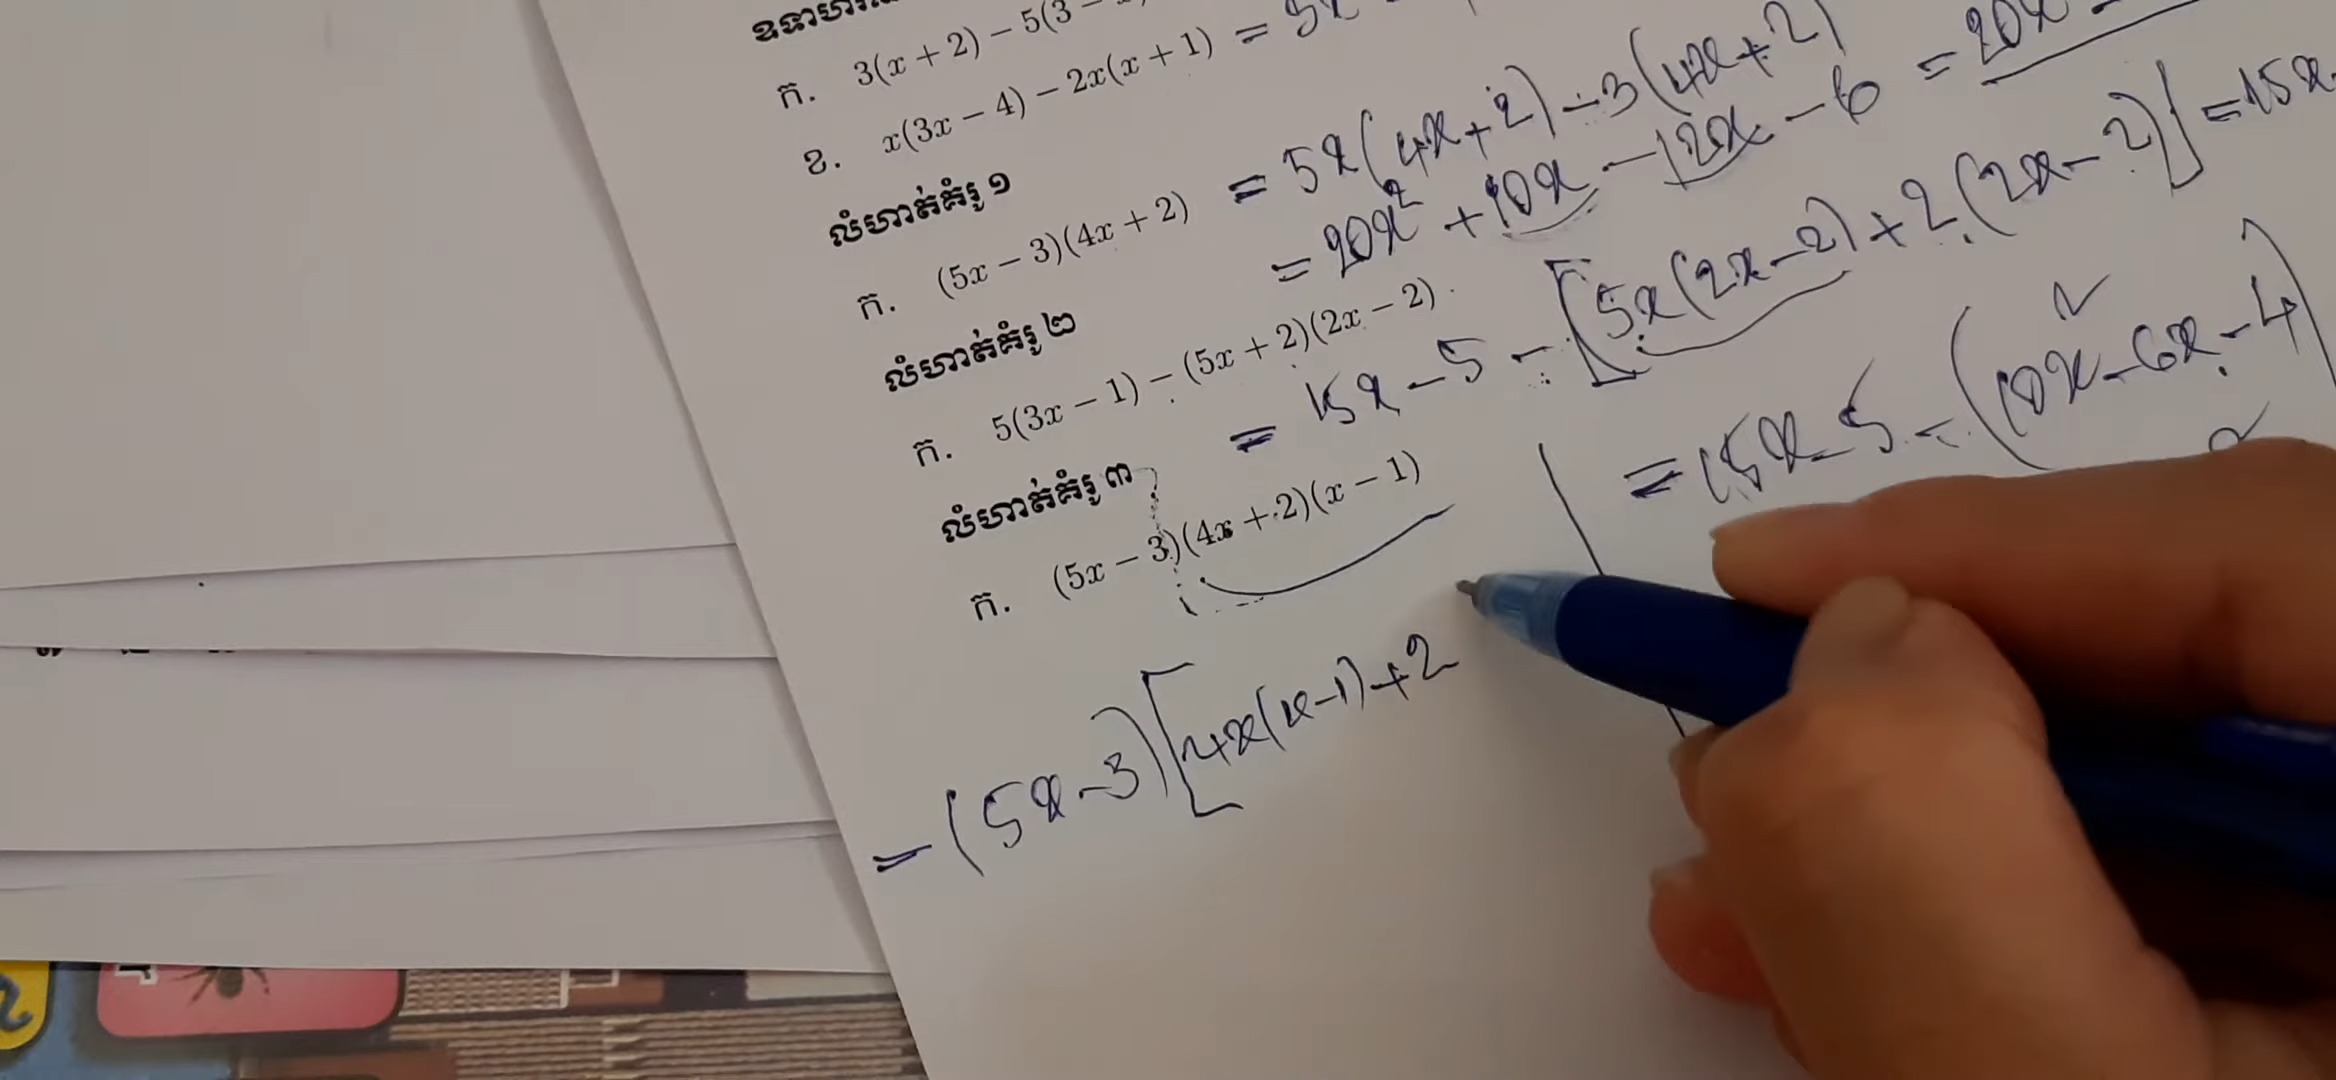 ក. 3(x + 2) − 5(3 −
ខ. x(3x − 4) − 2x(x + 1) = 3x
លំហាត់គំរូ ១
ក. (5x − 3)(4x + 2) = 5x(4x+2) − 3(4x+2)
= 20x² + 10x − 12x − 6 = 20x
លំហាត់គំរូ ២
ក. 5(3x − 1) − (5x + 2)(2x − 2)
= 15x − 5 − [5x(2x−2) + 2(2x−2)] = 15x
= 15x − 5 − (10x² − 6x − 4)
លំហាត់គំរូ ៣
ក. (5x − 3)(4x + 2)(x − 1)
= (5x−3)[4x(x−1)+2